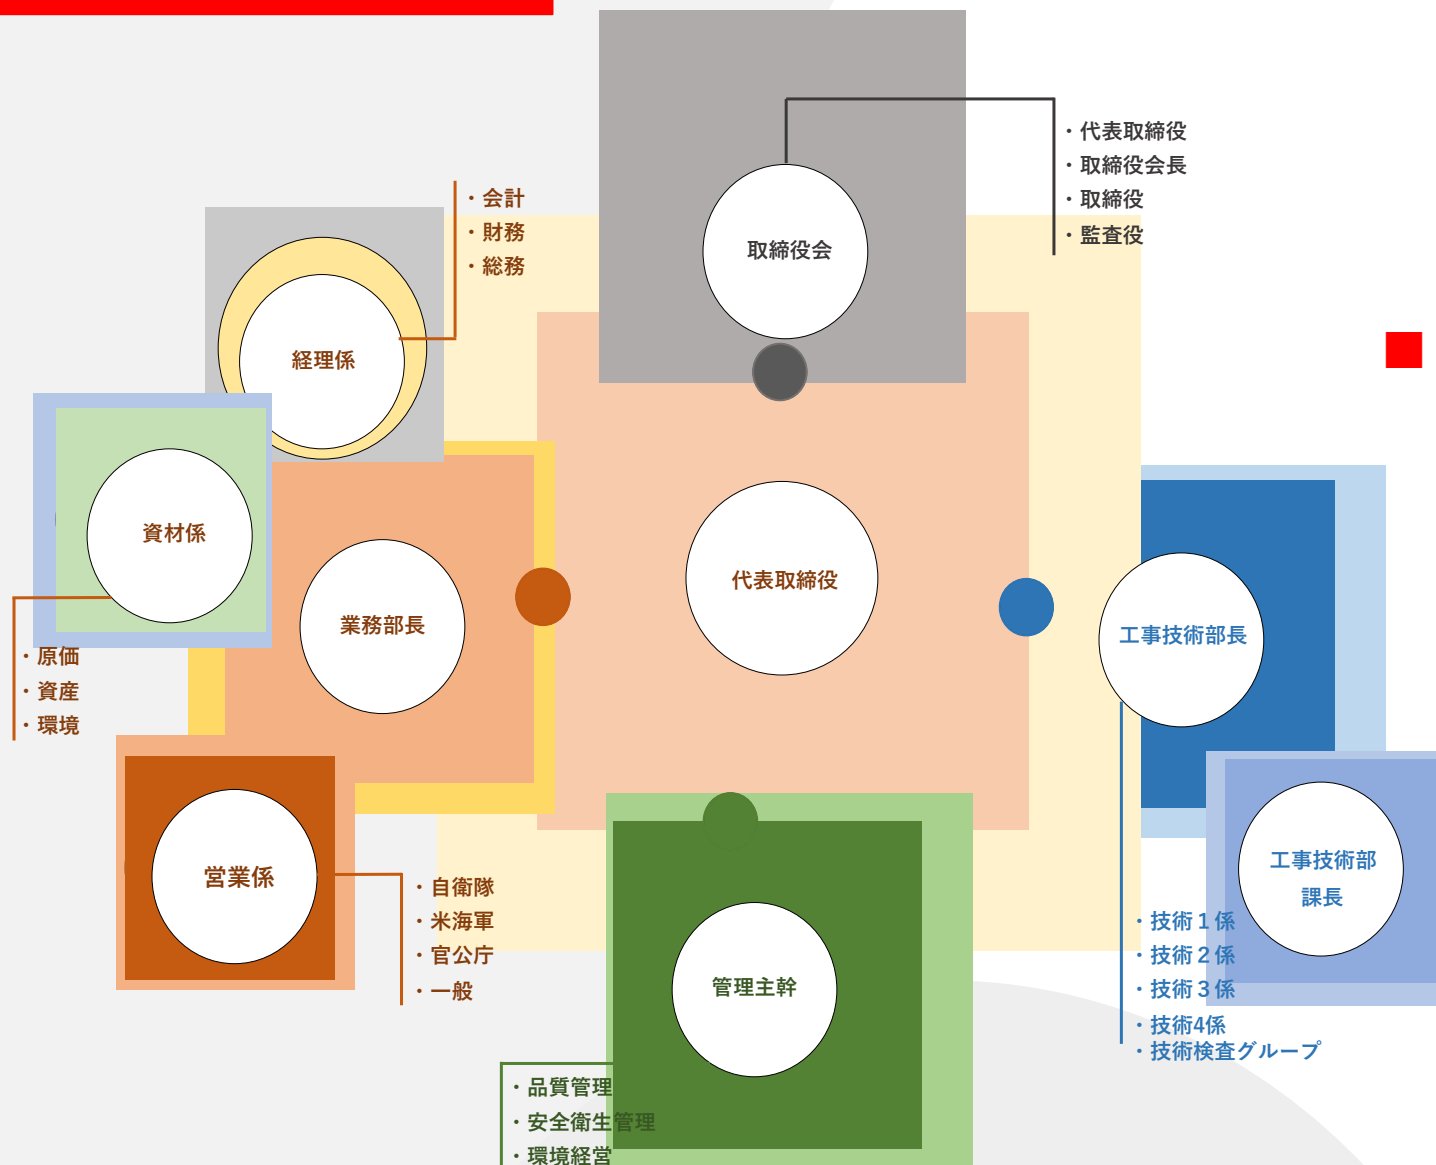 ・代表取締役
・取締役会長
・取締役
・監査役
取締役会
・会計
・財務
・総務
経理係
資材係
・原価
・資産
・環境
業務部長
代表取締役
工事技術部長
営業係
・自衛隊
・米海軍
・官公庁
・一般
工事技術部
課長
・技術１係
・技術２係
・技術３係
・技術4係
・技術検査グループ
管理主幹
・品質管理
・安全衛生管理
・環境経営